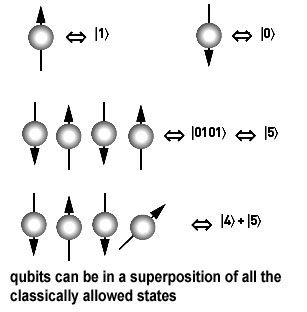 ⇔ |1⟩ ⇔ |0⟩
⇔ |0101⟩ ⇔ |5⟩
⇔ |4⟩+|5⟩
qubits can be in a superposition of all the
classically allowed states